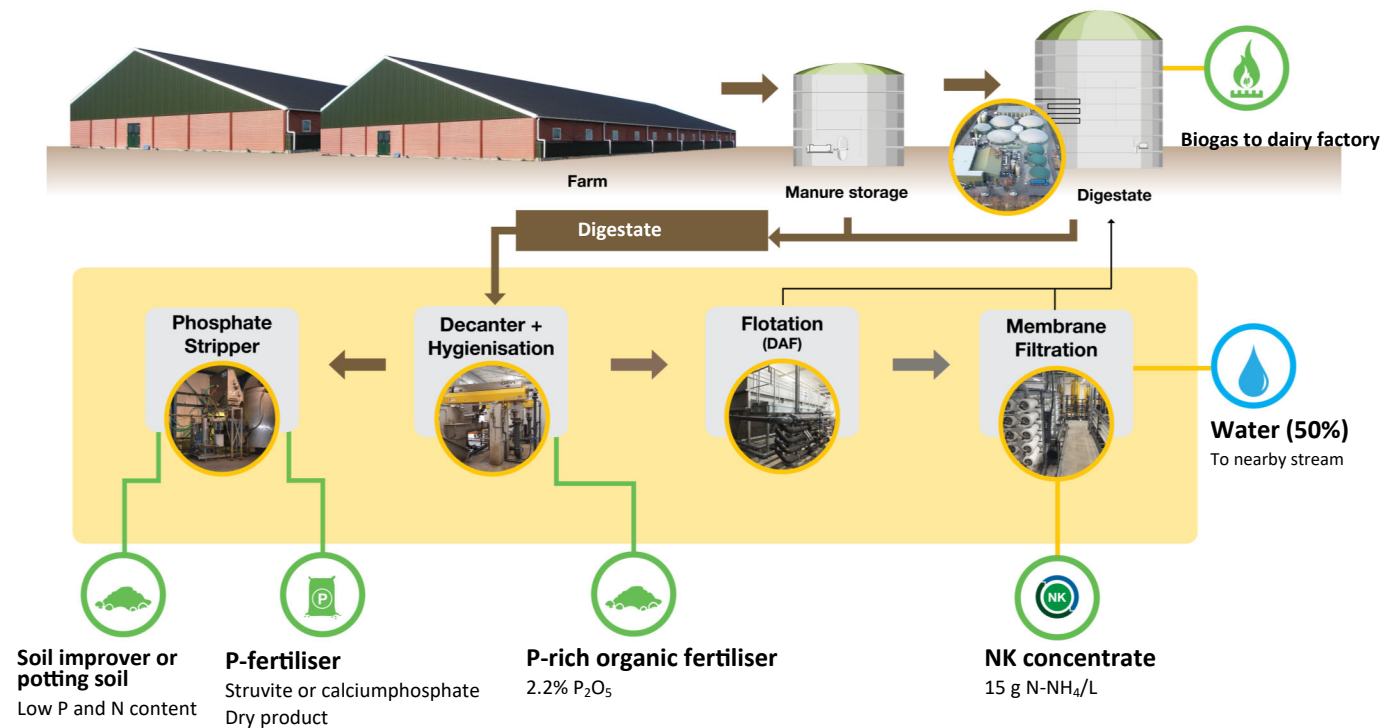 Farm
Manure storage
Digestate
Biogas to dairy factory
Digestate
Phosphate
Stripper
Decanter +
Hygienisation
Flotation
(DAF)
Membrane
Filtration
Water (50%)
To nearby stream
P
NK
Soil improver or
potting soil
Low P and N content
P-fertiliser
Struvite or calciumphosphate
Dry product
P-rich organic fertiliser
2.2% P₂O₅
NK concentrate
15 g N-NH₄/L